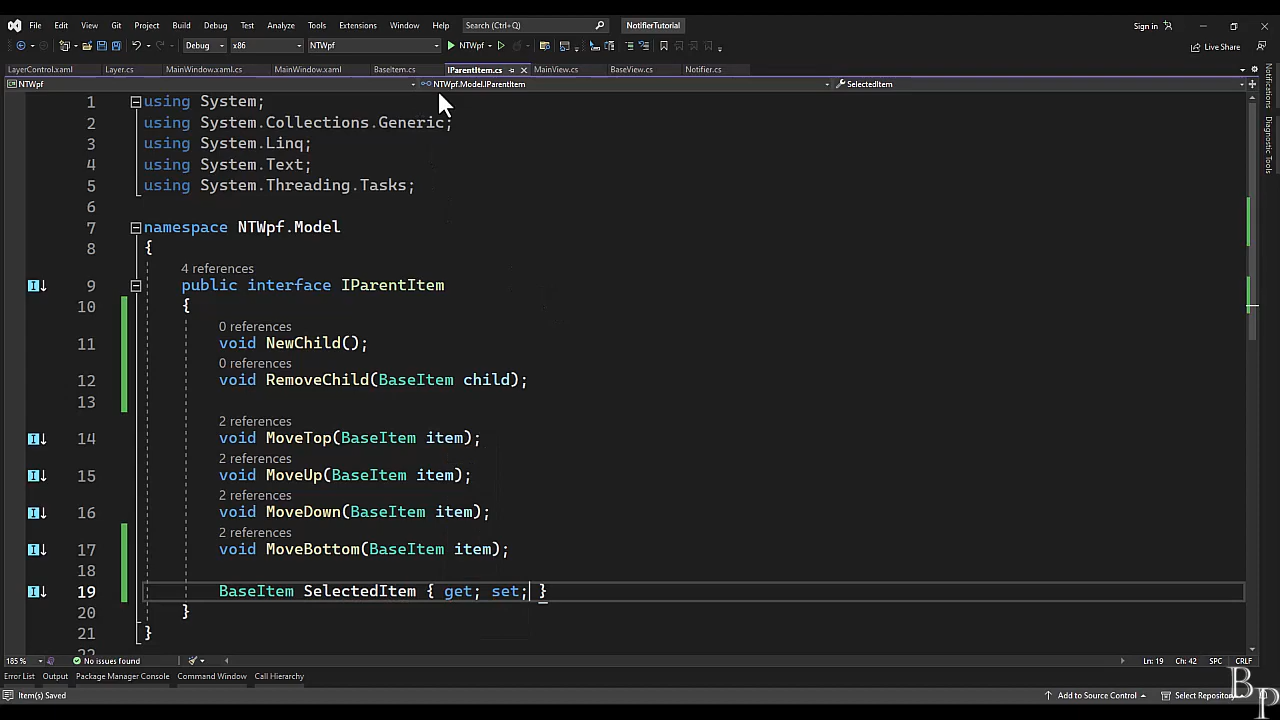 File Edit View Git Project Build Debug Test Analyze Tools Extensions Window Help Search (Ctrl+Q) NotifierTutorial Sign in
Debug x86 NTWpf NTWpf Live Share
LayerControl.xaml Layer.cs MainWindow.xaml.cs MainWindow.xaml BaseItem.cs IParentItem.cs MainView.cs BaseView.cs Notifier.cs
NTWpf NTWpf.Model.IParentItem SelectedItem
1 using System;
2 using System.Collections.Generic;
3 using System.Linq;
4 using System.Text;
5 using System.Threading.Tasks;
6
7 namespace NTWpf.Model
8 {
4 references
9 public interface IParentItem
10 {
0 references
11 void NewChild();
0 references
12 void RemoveChild(BaseItem child);
13
2 references
14 void MoveTop(BaseItem item);
2 references
15 void MoveUp(BaseItem item);
2 references
16 void MoveDown(BaseItem item);
2 references
17 void MoveBottom(BaseItem item);
18
19 BaseItem SelectedItem { get; set; }
20 }
21 }
22
185 % No issues found Ln: 19 Ch: 42 SPC CRLF
Error List Output Package Manager Console Command Window Call Hierarchy
Item(s) Saved Add to Source Control Select Repository
Notifications
Diagnostic Tools
BP